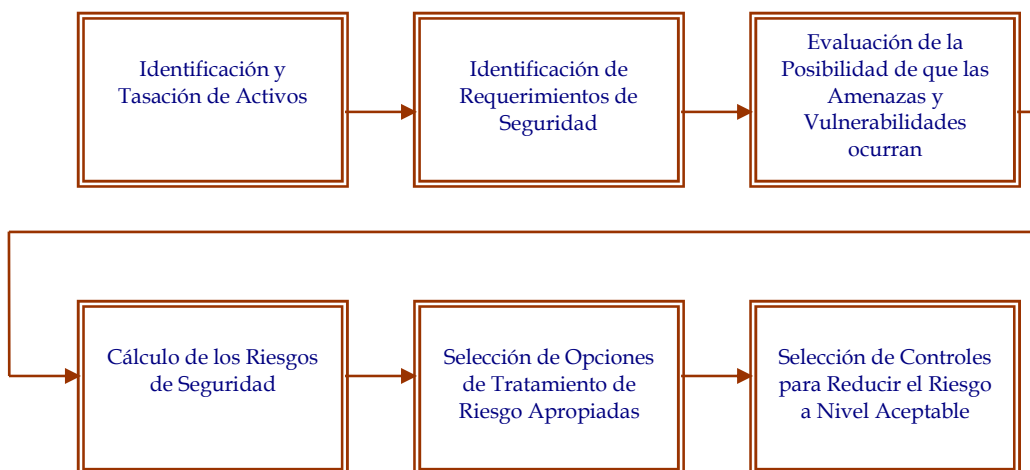 Identificación y
Tasación de Activos
Identificación de
Requerimientos de
Seguridad
Evaluación de la
Posibilidad de que las
Amenazas y
Vulnerabilidades
ocurran
Cálculo de los Riesgos
de Seguridad
Selección de Opciones
de Tratamiento de
Riesgo Apropiadas
Selección de Controles
para Reducir el Riesgo
a Nivel Aceptable